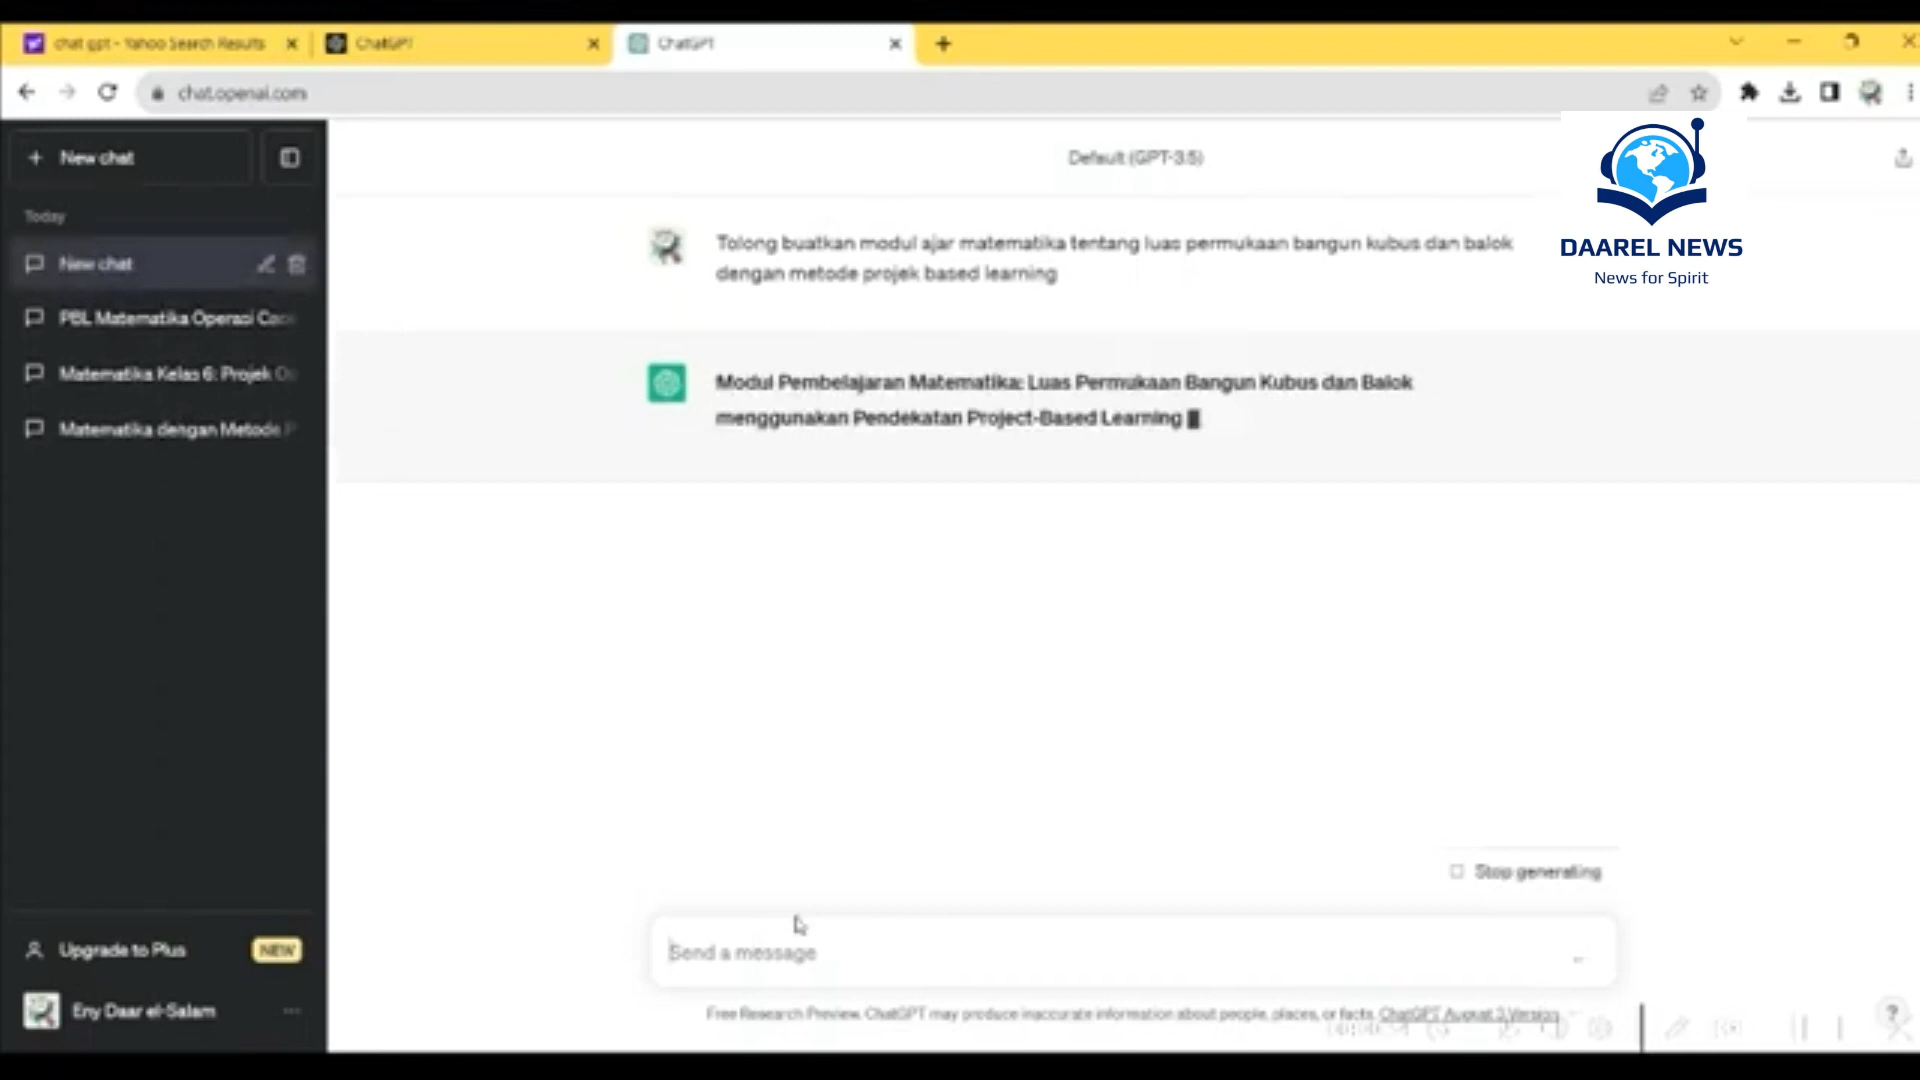 chat gpt - Yahoo Search Results
ChatGPT
ChatGPT
chat.openai.com
New chat
Default (GPT-3.5)
Today
New chat
PBL Matematika Operasi
Matematika Kelas 6: Projek
Matematika dengan Metode P
Tolong buatkan modul ajar matematika tentang luas permukaan bangun kubus dan balok
dengan metode projek based learning
DAAREL NEWS
News for Spirit
Modul Pembelajaran Matematika: Luas Permukaan Bangun Kubus dan Balok
menggunakan Pendekatan Project-Based Learning
Stop generating
Send a message
Upgrade to Plus
NEW
Eny Daar el-Salam
Free Research Preview. ChatGPT may produce inaccurate information about people, places, or facts. ChatGPT August 3 Version
?